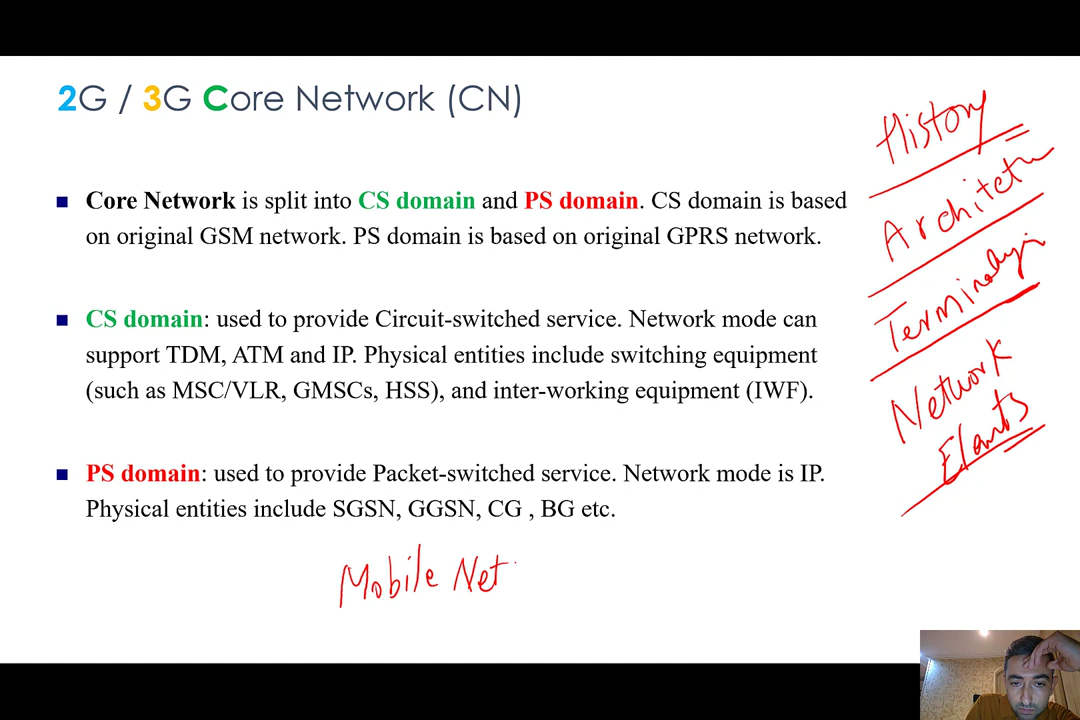 2G / 3G Core Network (CN)
Core Network is split into CS domain and PS domain. CS domain is based
on original GSM network. PS domain is based on original GPRS network.
CS domain: used to provide Circuit-switched service. Network mode can
support TDM, ATM and IP. Physical entities include switching equipment
(such as MSC/VLR, GMSCs, HSS), and inter-working equipment (IWF).
PS domain: used to provide Packet-switched service. Network mode is IP.
Physical entities include SGSN, GGSN, CG , BG etc.
Mobile Net
History
Network